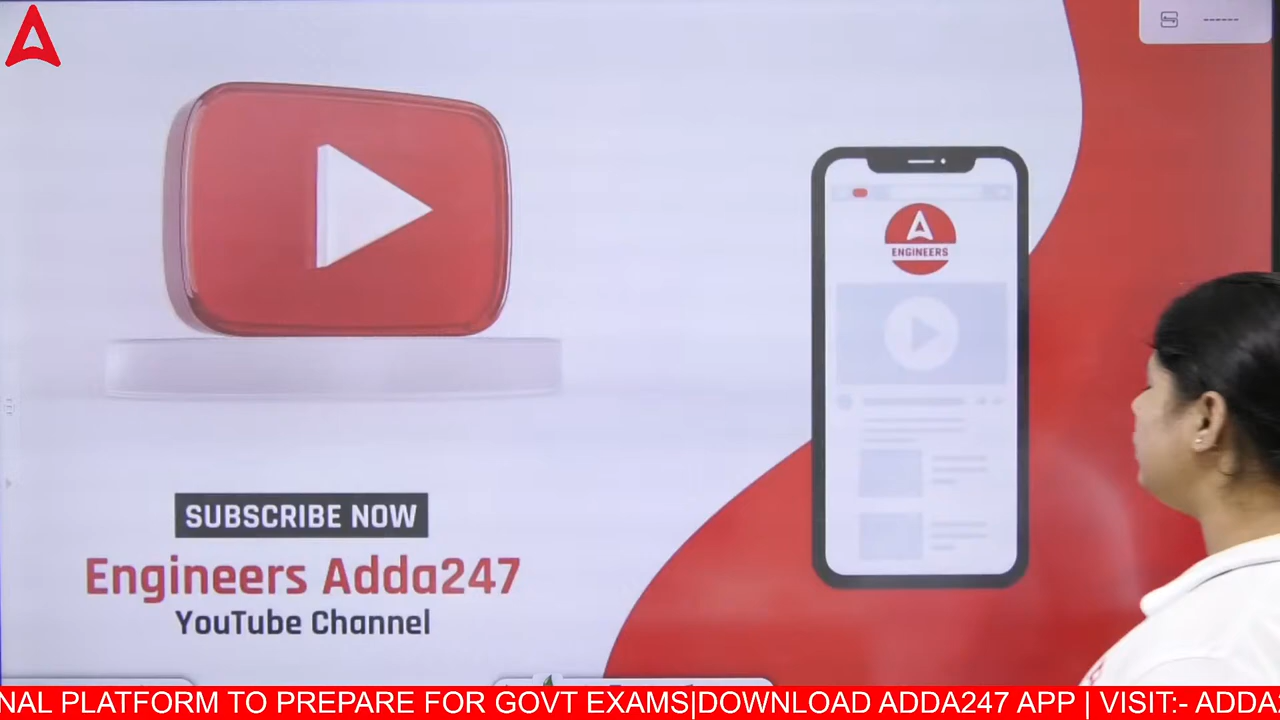 ENGINEERS
SUBSCRIBE NOW
Engineers Adda247
YouTube Channel
NAL PLATFORM TO PREPARE FOR GOVT EXAMS|DOWNLOAD ADDA247 APP | VISIT:- ADDA